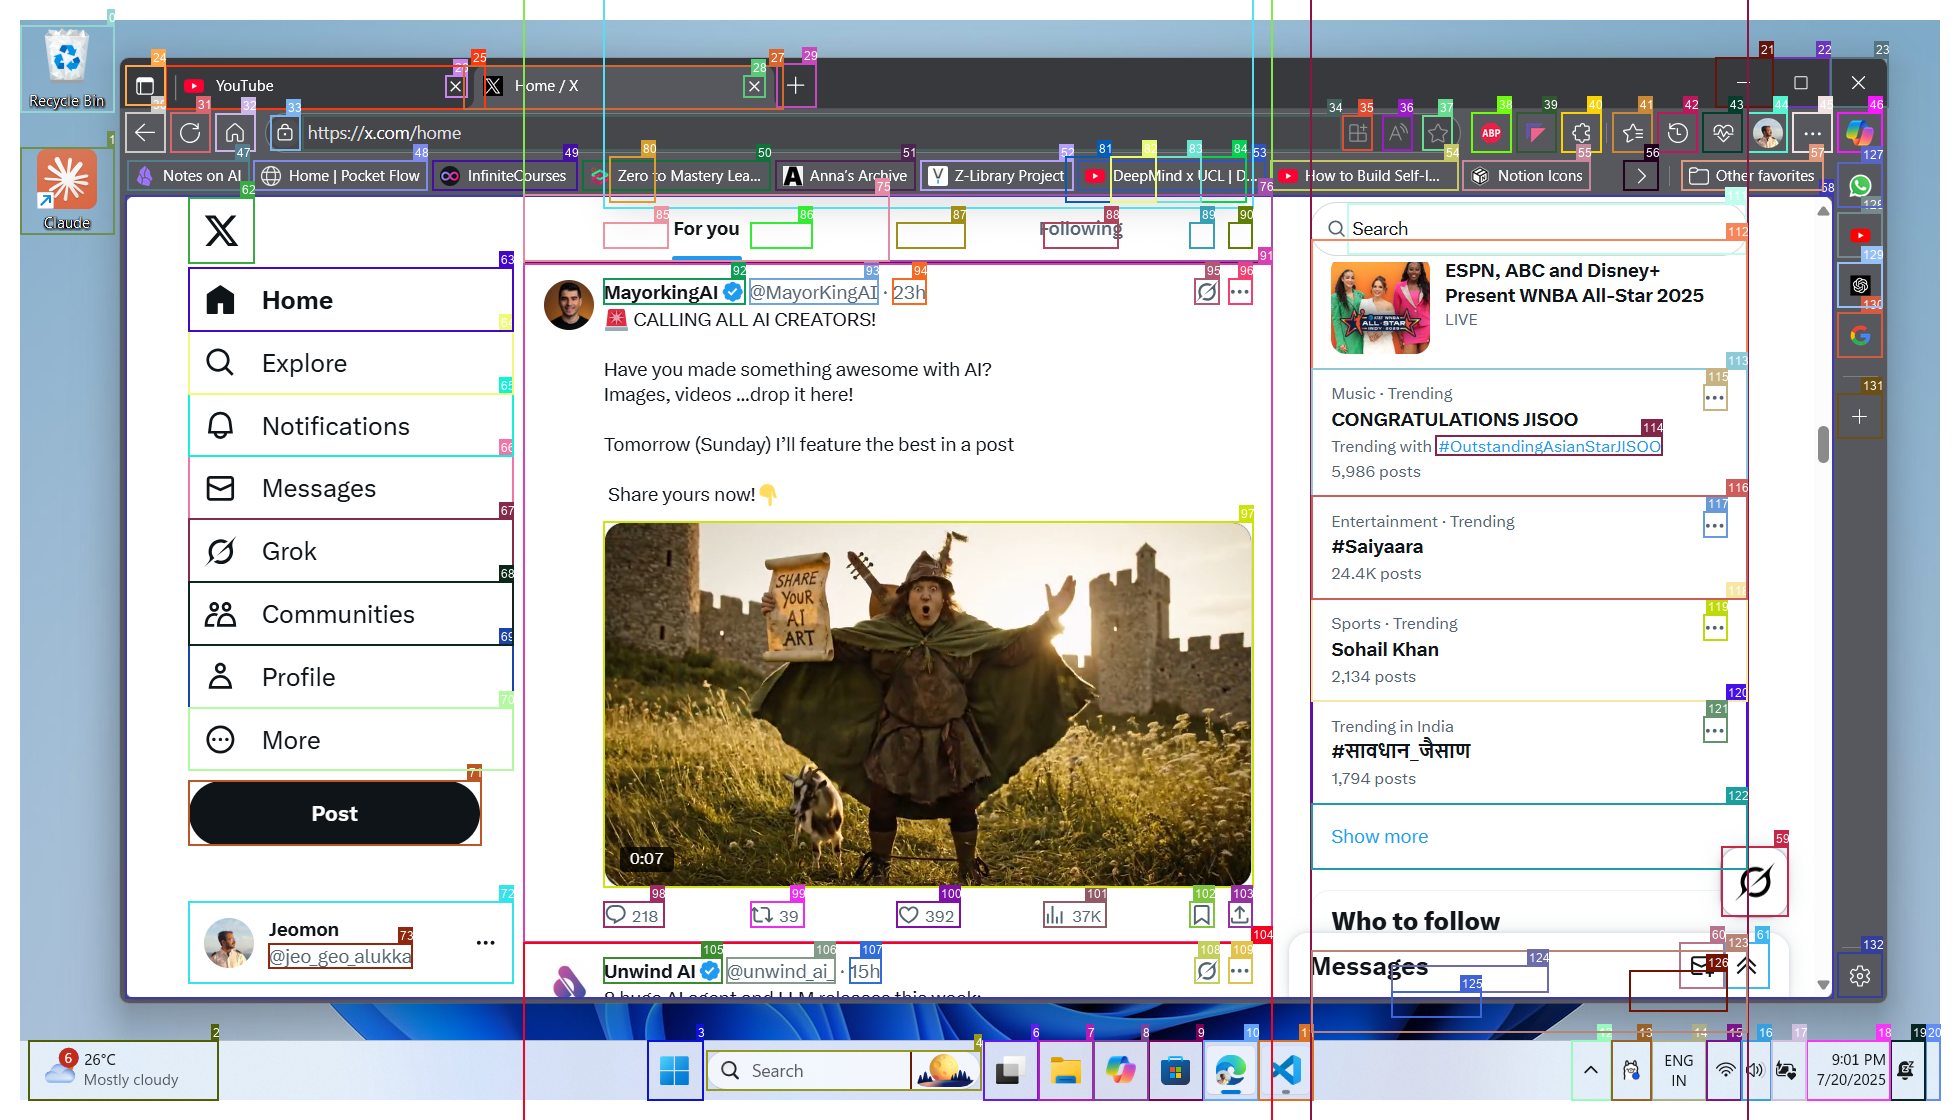 Recycle Bin
Claude
YouTube
Home / X
https://x.com/home
Notes on AI
Home | Pocket Flow
InfiniteCourses
Zero to Mastery Lea...
Anna's Archive
Z-Library Project
DeepMind x UCL | D...
How to Build Self-I...
Notion Icons
Other favorites
Home
Explore
Notifications
Messages
Grok
Communities
Profile
More
Post
Jeomon
@jeo_geo_alukka
For you
Following
MayorkingAI @MayorKingAI · 23h
🚨 CALLING ALL AI CREATORS!
Have you made something awesome with AI?
Images, videos ...drop it here!
Tomorrow (Sunday) I'll feature the best in a post
Share yours now!👇
SHARE
YOUR
AI
ART
0:07
218
39
392
37K
Unwind AI @unwind_ai_ · 15h
8 huge AI agent and LLM releases this week:
Search
ESPN, ABC and Disney+
Present WNBA All-Star 2025
LIVE
Music · Trending
CONGRATULATIONS JISOO
Trending with #OutstandingAsianStarJISOO
5,986 posts
Entertainment · Trending
#Saiyaara
24.4K posts
Sports · Trending
Sohail Khan
2,134 posts
Trending in India
#सावधान_जैसाण
1,794 posts
Show more
Who to follow
Messages
6
26°C
Mostly cloudy
Search
ENG
IN
9:01 PM
7/20/2025